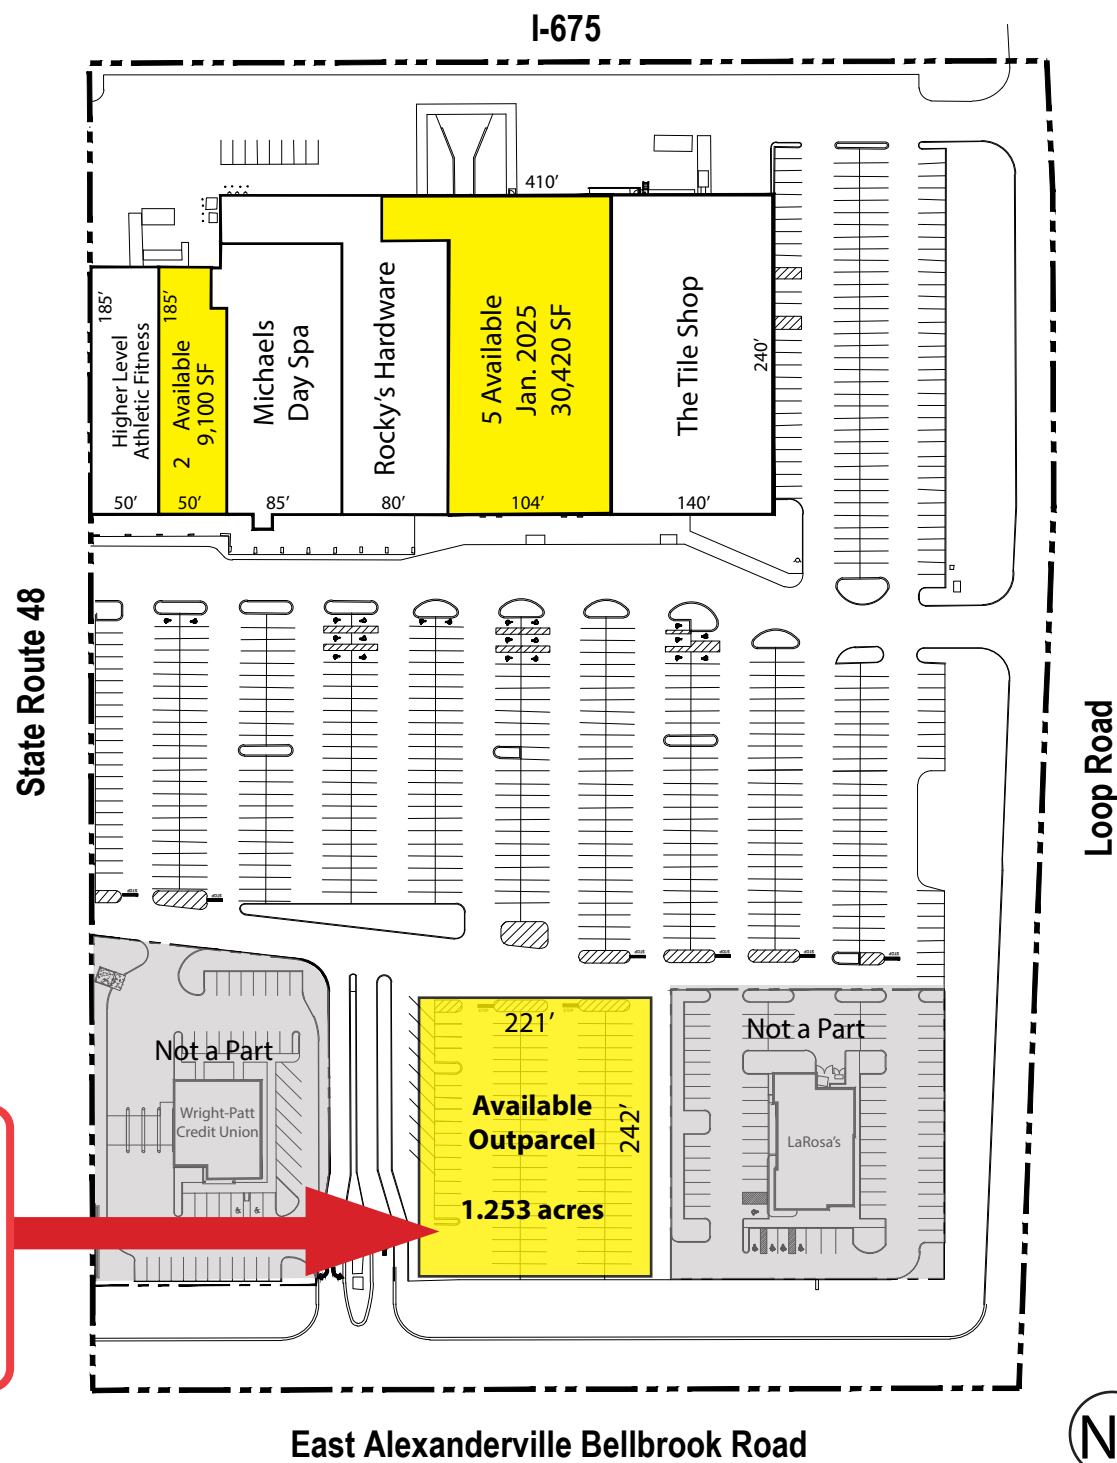 I-675
410’
185’
Higher Level
Athletic Fitness
50’
185’
2 Available
9,100 SF
50’
Michaels
Day Spa
85’
Rocky’s Hardware
80’
5 Available
Jan. 2025
30,420 SF
104’
The Tile Shop
240’
140’
State Route 48
Loop Road
Not a Part
Wright-Patt
Credit Union
221’
Available
Outparcel
242’
1.253 acres
Not a Part
LaRosa’s
East Alexanderville Bellbrook Road
N